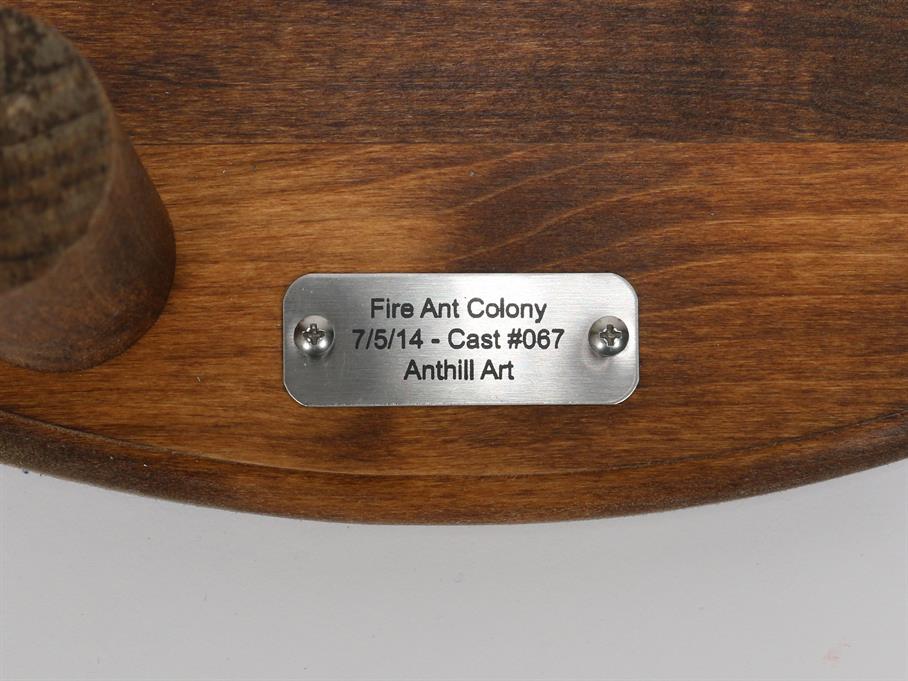 Fire Ant Colony
7/5/14 - Cast #067
Anthill Art